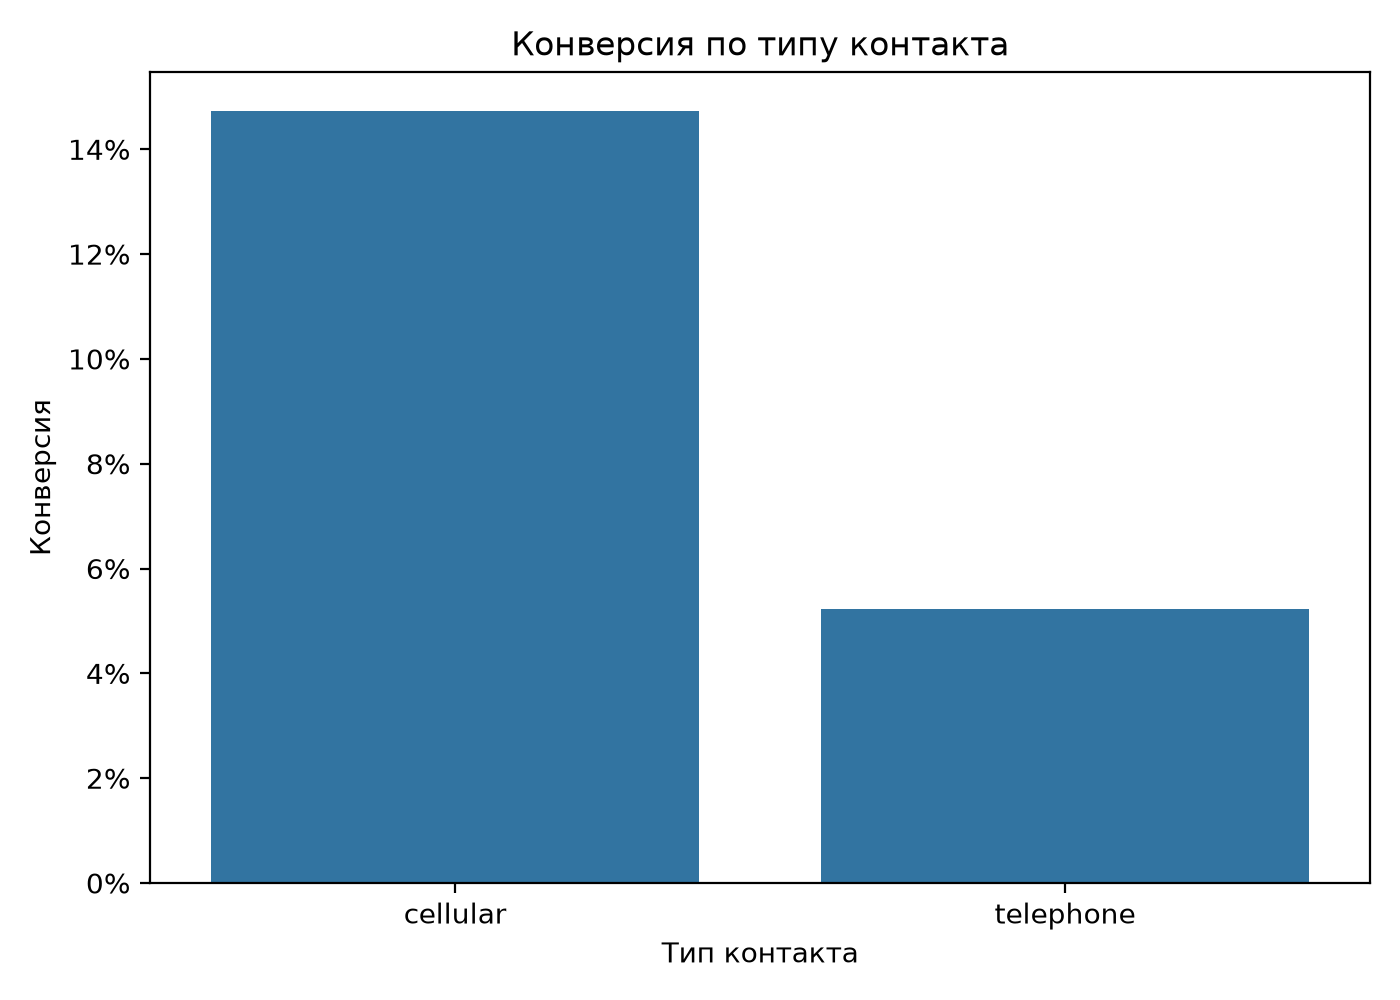 Конверсия по типу контакта
14%
12%
10%
8%
6%
4%
2%
0%
Конверсия
cellular
telephone
Тип контакта